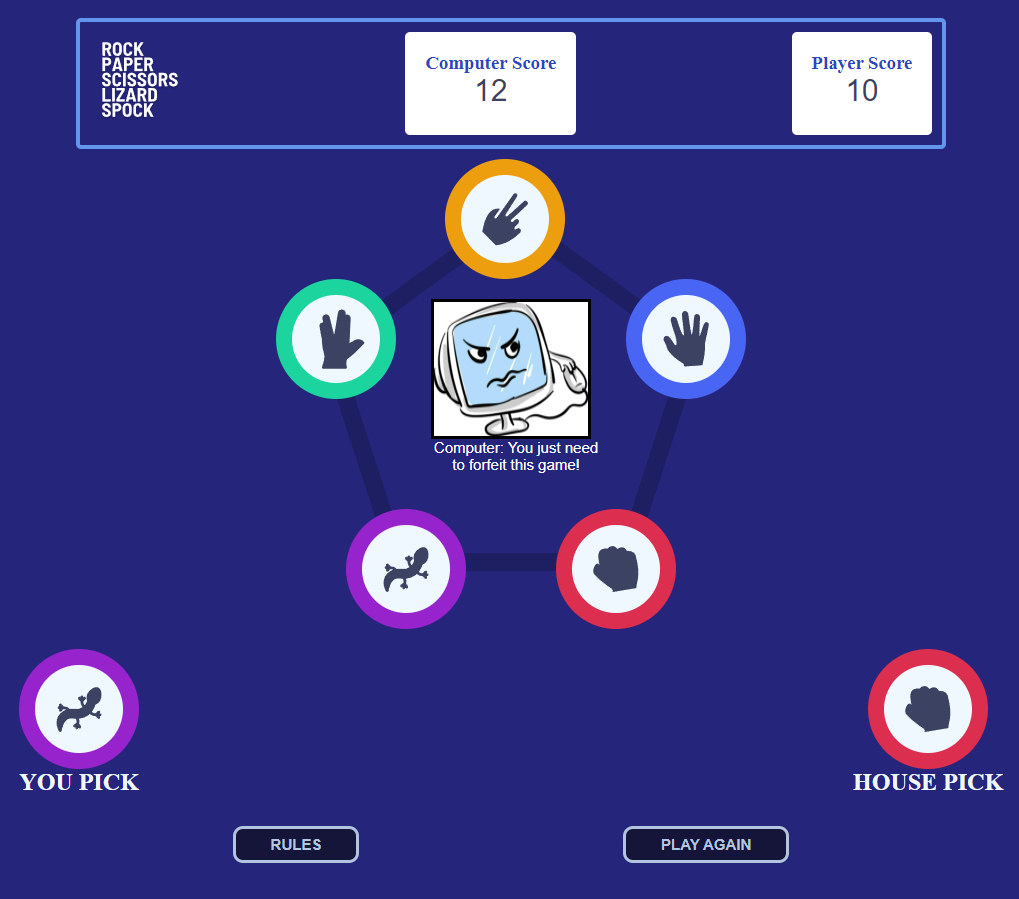 ROCK
PAPER
SCISSORS
LIZARD
SPOCK
Computer Score
12
Player Score
10
Computer: You just need
to forfeit this game!
YOU PICK
HOUSE PICK
RULES
PLAY AGAIN